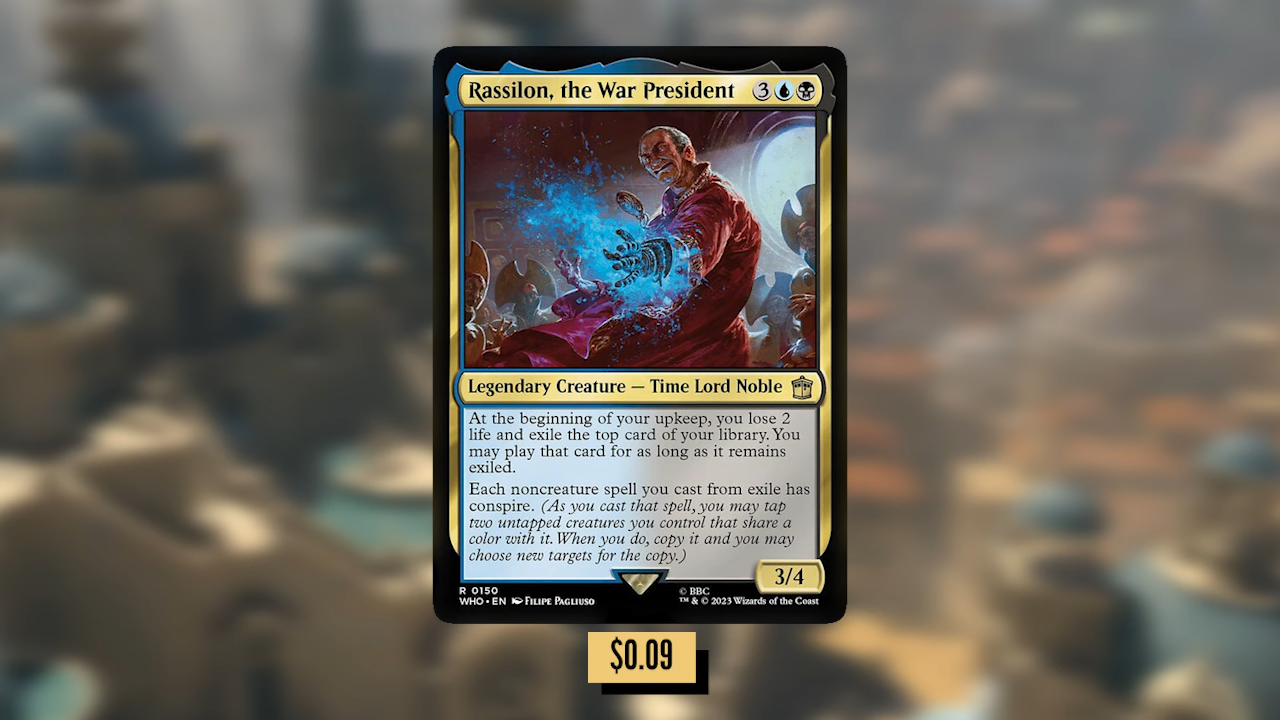 Rassilon, the War President 3
Legendary Creature — Time Lord Noble
At the beginning of your upkeep, you lose 2
life and exile the top card of your library. You
may play that card for as long as it remains
exiled.
Each noncreature spell you cast from exile has
conspire. (As you cast that spell, you may tap
two untapped creatures you control that share a
color with it. When you do, copy it and you may
choose new targets for the copy.)
3/4
R 0150
WHO • EN Filipe Pagliuso
© BBC
™ & © 2023 Wizards of the Coast
$0.09